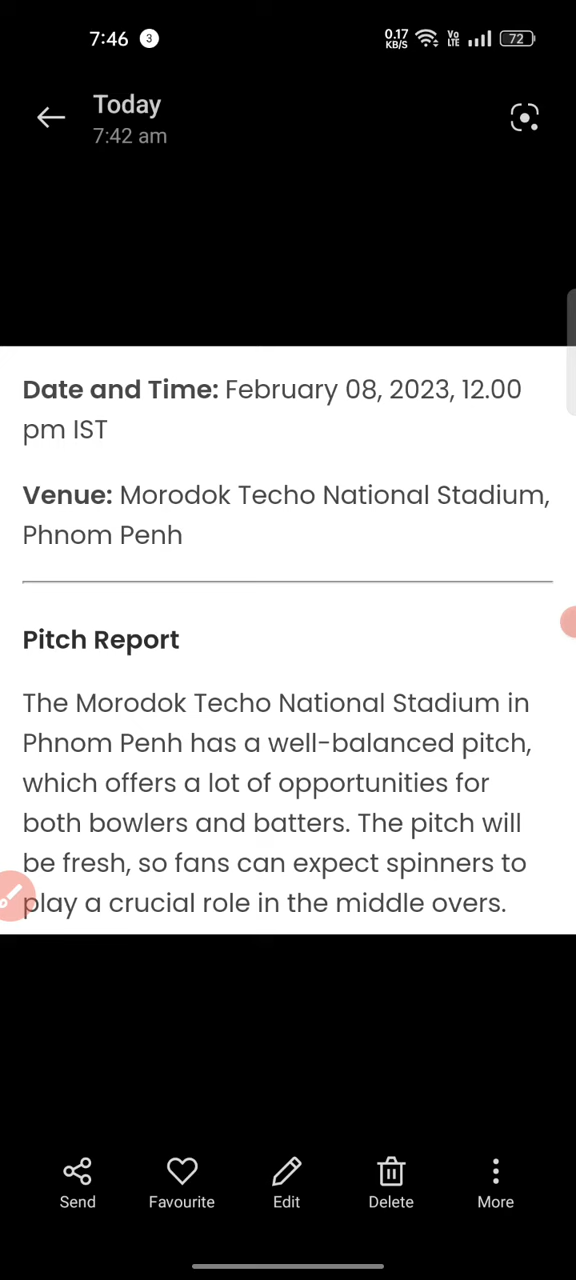 7:46 3 0.17 KB/S Vo LTE 72
Today
7:42 am
Date and Time: February 08, 2023, 12.00
pm IST
Venue: Morodok Techo National Stadium,
Phnom Penh
Pitch Report
The Morodok Techo National Stadium in
Phnom Penh has a well-balanced pitch,
which offers a lot of opportunities for
both bowlers and batters. The pitch will
be fresh, so fans can expect spinners to
play a crucial role in the middle overs.
Send Favourite Edit Delete More